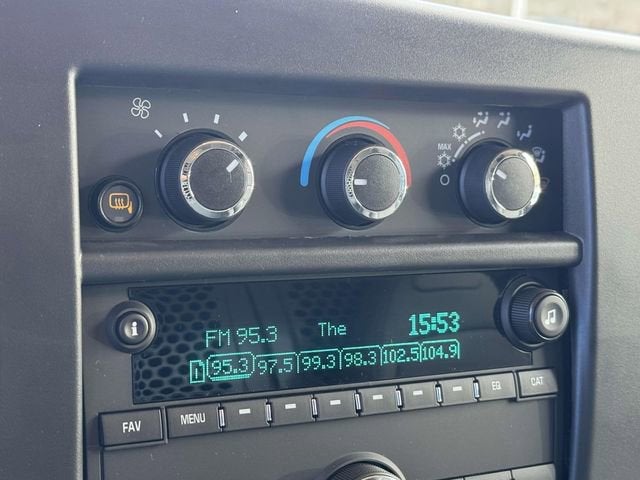 MAX
i
FM 95.3 The 15:53
1 95.3 97.5 99.3 98.3 102.5 104.9
FAV MENU EQ CAT